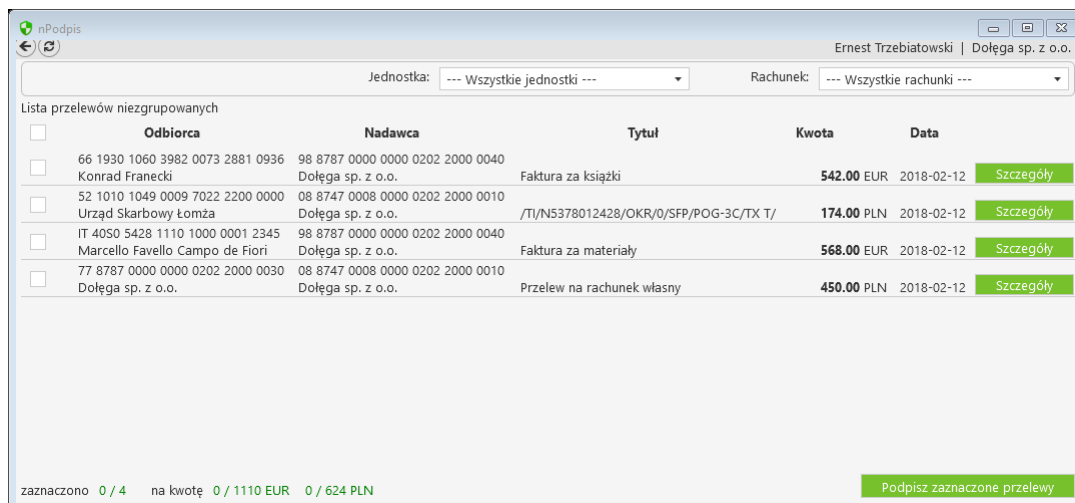 nPodpis
Ernest Trzebiatowski | Dołęga sp. z o.o.
Jednostka: --- Wszystkie jednostki --- Rachunek: --- Wszystkie rachunki ---
Lista przelewów niezgrupowanych
Odbiorca Nadawca Tytuł Kwota Data
66 1930 1060 3982 0073 2881 0936 98 8787 0000 0000 0202 2000 0040
Konrad Franecki Dołęga sp. z o.o. Faktura za książki 542.00 EUR 2018-02-12 Szczegóły
52 1010 1049 0009 7022 2200 0000 08 8747 0008 0000 0202 2000 0010
Urząd Skarbowy Łomża Dołęga sp. z o.o. /TI/N5378012428/OKR/0/SFP/POG-3C/TX T/ 174.00 PLN 2018-02-12 Szczegóły
IT 40S0 5428 1110 1000 0001 2345 98 8787 0000 0000 0202 2000 0040
Marcello Favello Campo de Fiori Dołęga sp. z o.o. Faktura za materiały 568.00 EUR 2018-02-12 Szczegóły
77 8787 0000 0000 0202 2000 0030 08 8747 0008 0000 0202 2000 0010
Dołęga sp. z o.o. Dołęga sp. z o.o. Przelew na rachunek własny 450.00 PLN 2018-02-12 Szczegóły
zaznaczono 0 / 4 na kwotę 0 / 1110 EUR 0 / 624 PLN Podpisz zaznaczone przelewy